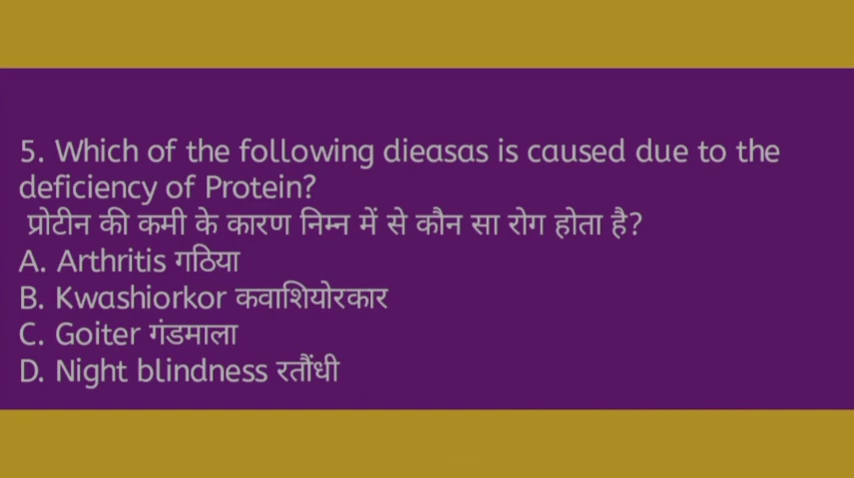 5. Which of the following dieasas is caused due to the
deficiency of Protein?
प्रोटीन की कमी के कारण निम्न में से कौन सा रोग होता है?
A. Arthritis गठिया
B. Kwashiorkor कवाशियोरकार
C. Goiter गंडमाला
D. Night blindness रतौंधी